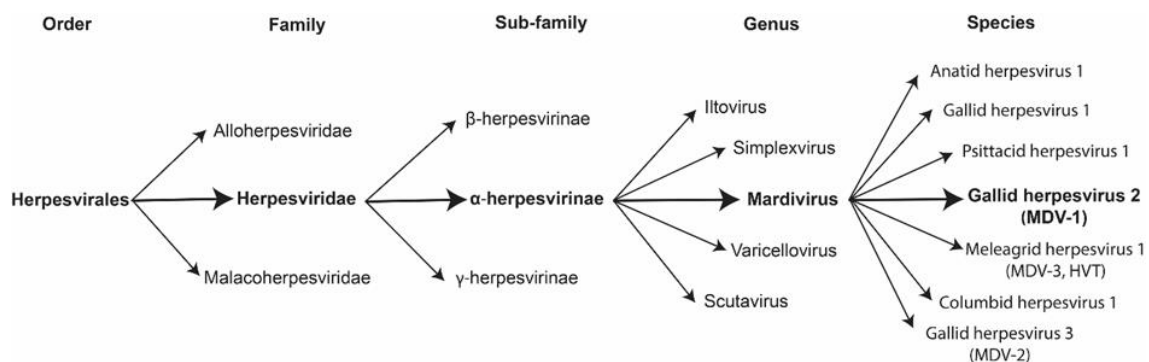 Order
Family
Sub-family
Genus
Species
Alloherpesviridae
Herpesvirales
Herpesviridae
Malacoherpesviridae
β-herpesvirinae
α-herpesvirinae
γ-herpesvirinae
Iltovirus
Simplexvirus
Mardivirus
Varicellovirus
Scutavirus
Anatid herpesvirus 1
Gallid herpesvirus 1
Psittacid herpesvirus 1
Gallid herpesvirus 2
(MDV-1)
Meleagrid herpesvirus 1
(MDV-3, HVT)
Columbid herpesvirus 1
Gallid herpesvirus 3
(MDV-2)